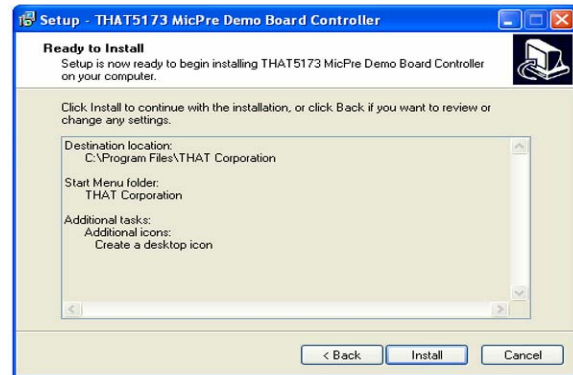 Setup - THAT5173 MicPre Demo Board Controller
Ready to Install
Setup is now ready to begin installing THAT5173 MicPre Demo Board Controller
on your computer.
Click Install to continue with the installation, or click Back if you want to review or
change any settings.
Destination location:
C:\Program Files\THAT Corporation
Start Menu folder:
THAT Corporation
Additional tasks:
Additional icons:
Create a desktop icon
< Back Install Cancel